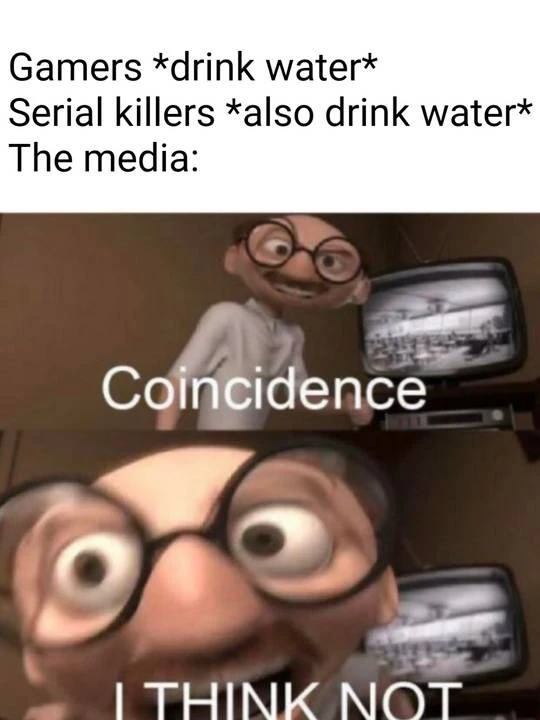 Gamers *drink water*
Serial killers *also drink water*
The media:
Coincidence
I THINK NOT